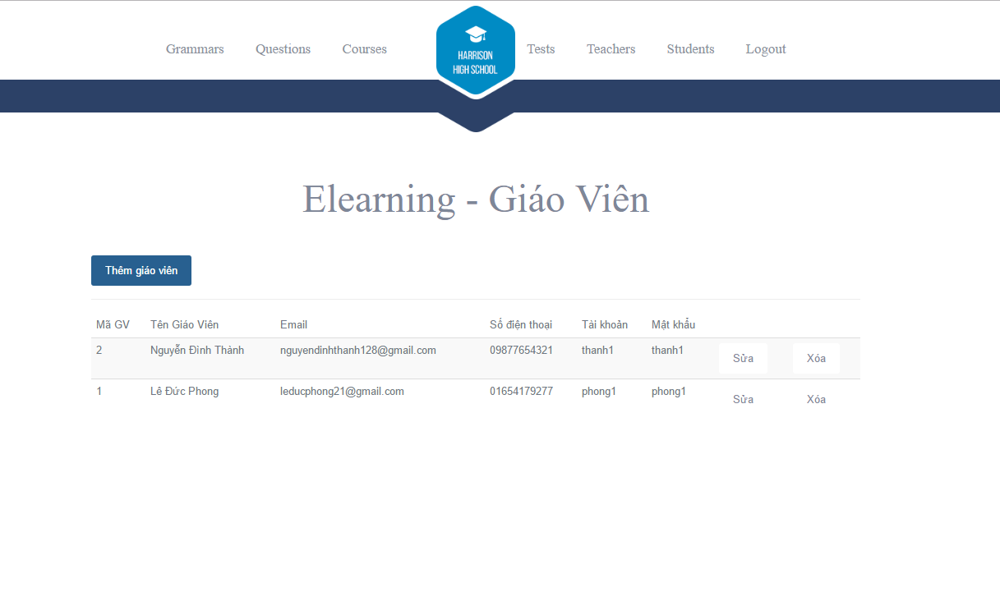 Grammars Questions Courses Tests Teachers Students Logout
HARRISON
HIGH SCHOOL
Elearning - Giáo Viên
Thêm giáo viên
Mã GV Tên Giáo Viên Email Số điện thoại Tài khoản Mật khẩu
2 Nguyễn Đình Thành nguyendinhthanh128@gmail.com 09877654321 thanh1 thanh1 Sửa Xóa
1 Lê Đức Phong leducphong21@gmail.com 01654179277 phong1 phong1 Sửa Xóa